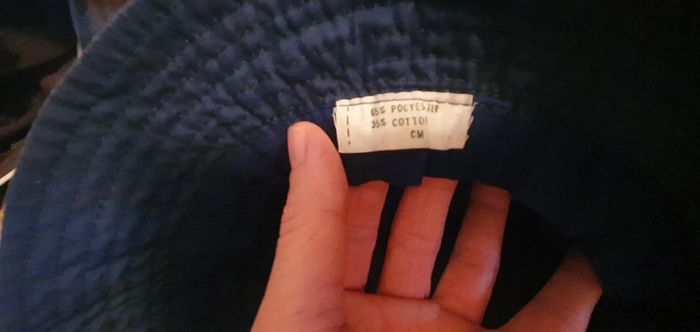 65% POLYESTER
35% COTTON
CM